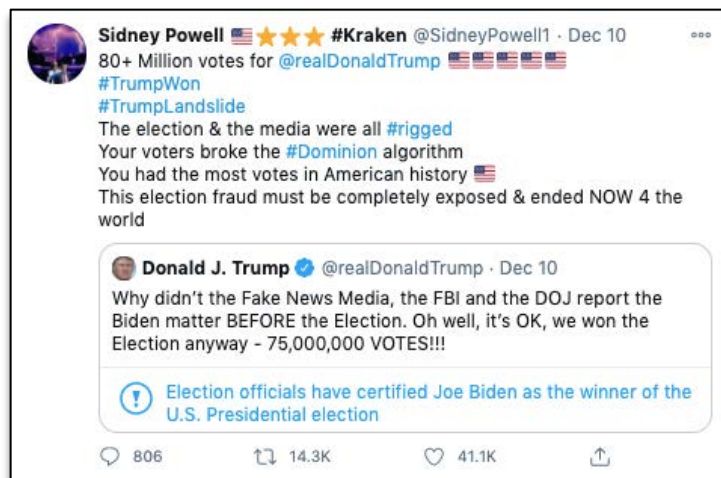 Sidney Powell 🇺🇸⭐⭐⭐ #Kraken @SidneyPowell1 · Dec 10
80+ Million votes for @realDonaldTrump 🇺🇸🇺🇸🇺🇸🇺🇸🇺🇸
#TrumpWon
#TrumpLandslide
The election & the media were all #rigged
Your voters broke the #Dominion algorithm
You had the most votes in American history 🇺🇸
This election fraud must be completely exposed & ended NOW 4 the
world
Donald J. Trump @realDonaldTrump · Dec 10
Why didn't the Fake News Media, the FBI and the DOJ report the
Biden matter BEFORE the Election. Oh well, it's OK, we won the
Election anyway - 75,000,000 VOTES!!!
Election officials have certified Joe Biden as the winner of the
U.S. Presidential election
806 14.3K 41.1K